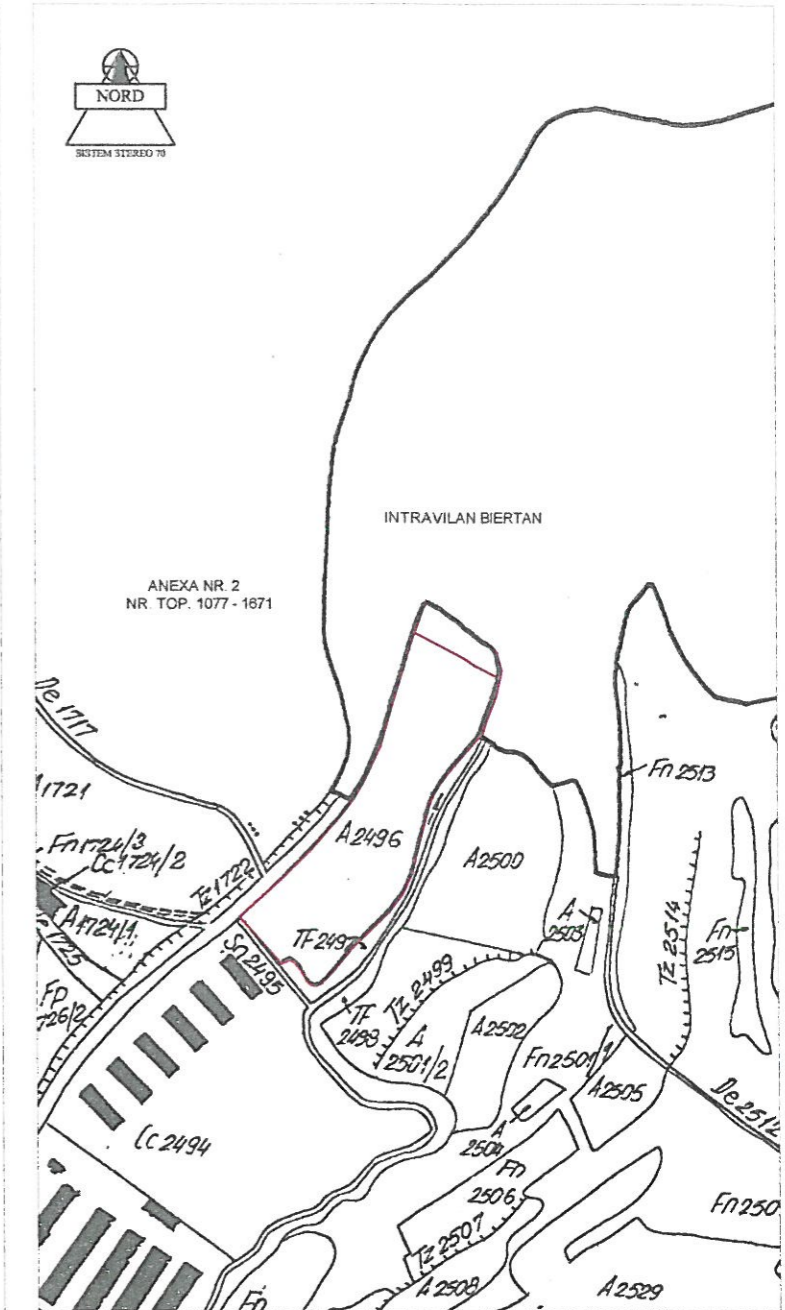 NORD
SISTEM STEREO 70
INTRAVILAN BIERTAN
ANEXA NR. 2
NR. TOP. 1077 - 1671
De 1717
1721
Fn 1724/3
Cc 1724/2
Tz 1722
A 1724/1
1725
Fp
726/2
A 2496
TF 2497
Sn 2495
A 2500
Fn 2513
A
2503
Tz 2514
Fn
2515
Tz 2499
TF
2498
A
2501/2
A 2502
Fn 2501/1
A 2505
De 2512
Cc 2494
A
2504
Fn
2506
Tz 2507
Fn 250
A 2508
A 2529
Fn